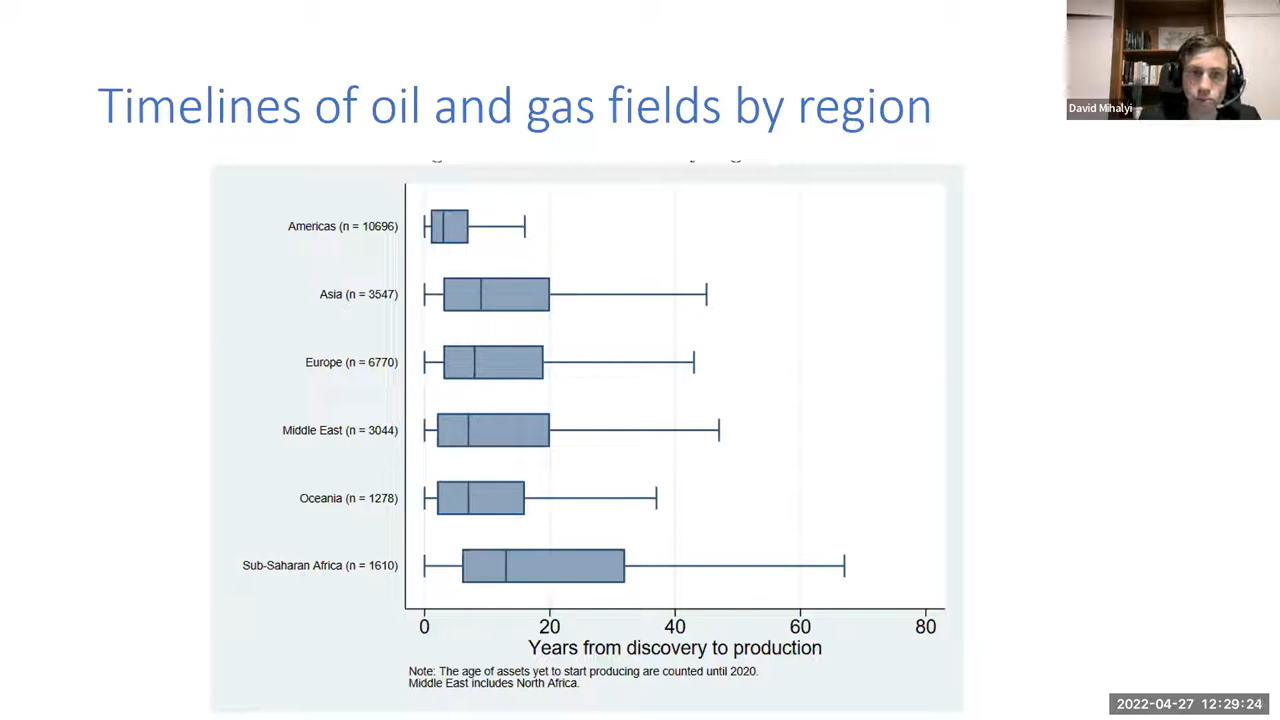 Timelines of oil and gas fields by region
David Mihalyi
Americas (n = 10696)
Asia (n = 3547)
Europe (n = 6770)
Middle East (n = 3044)
Oceania (n = 1278)
Sub-Saharan Africa (n = 1610)
0 20 40 60 80
Years from discovery to production
Note: The age of assets yet to start producing are counted until 2020.
Middle East includes North Africa.
2022-04-27 12:29:24